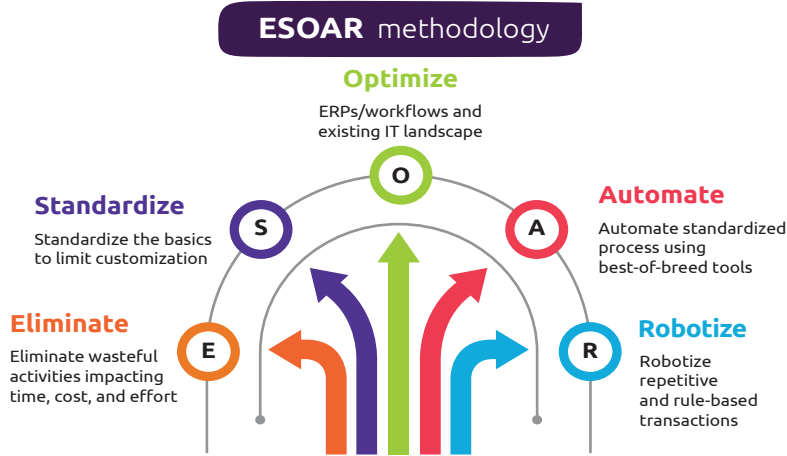 ESOAR methodology
Optimize
ERPs/workflows and
existing IT landscape
O
Standardize
Standardize the basics
to limit customization
S
A
Automate
Automate standardized
process using
best-of-breed tools
Eliminate
Eliminate wasteful
activities impacting
time, cost, and effort
E
R
Robotize
Robotize
repetitive
and rule-based
transactions